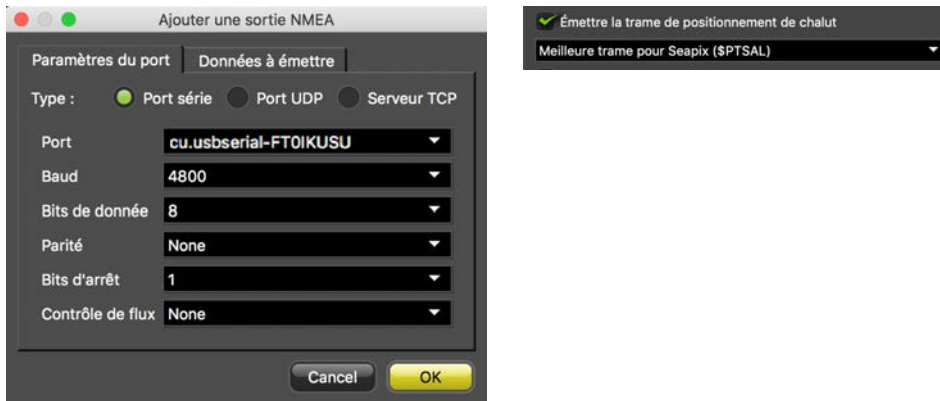 Ajouter une sortie NMEA
Paramètres du port
Données à émettre
Type :
Port série
Port UDP
Serveur TCP
Port
cu.usbserial-FT0IKUSU
Baud
4800
Bits de donnée
8
Parité
None
Bits d'arrêt
1
Contrôle de flux
None
Cancel
OK
Émettre la trame de positionnement de chalut
Meilleure trame pour Seapix ($PTSAL)